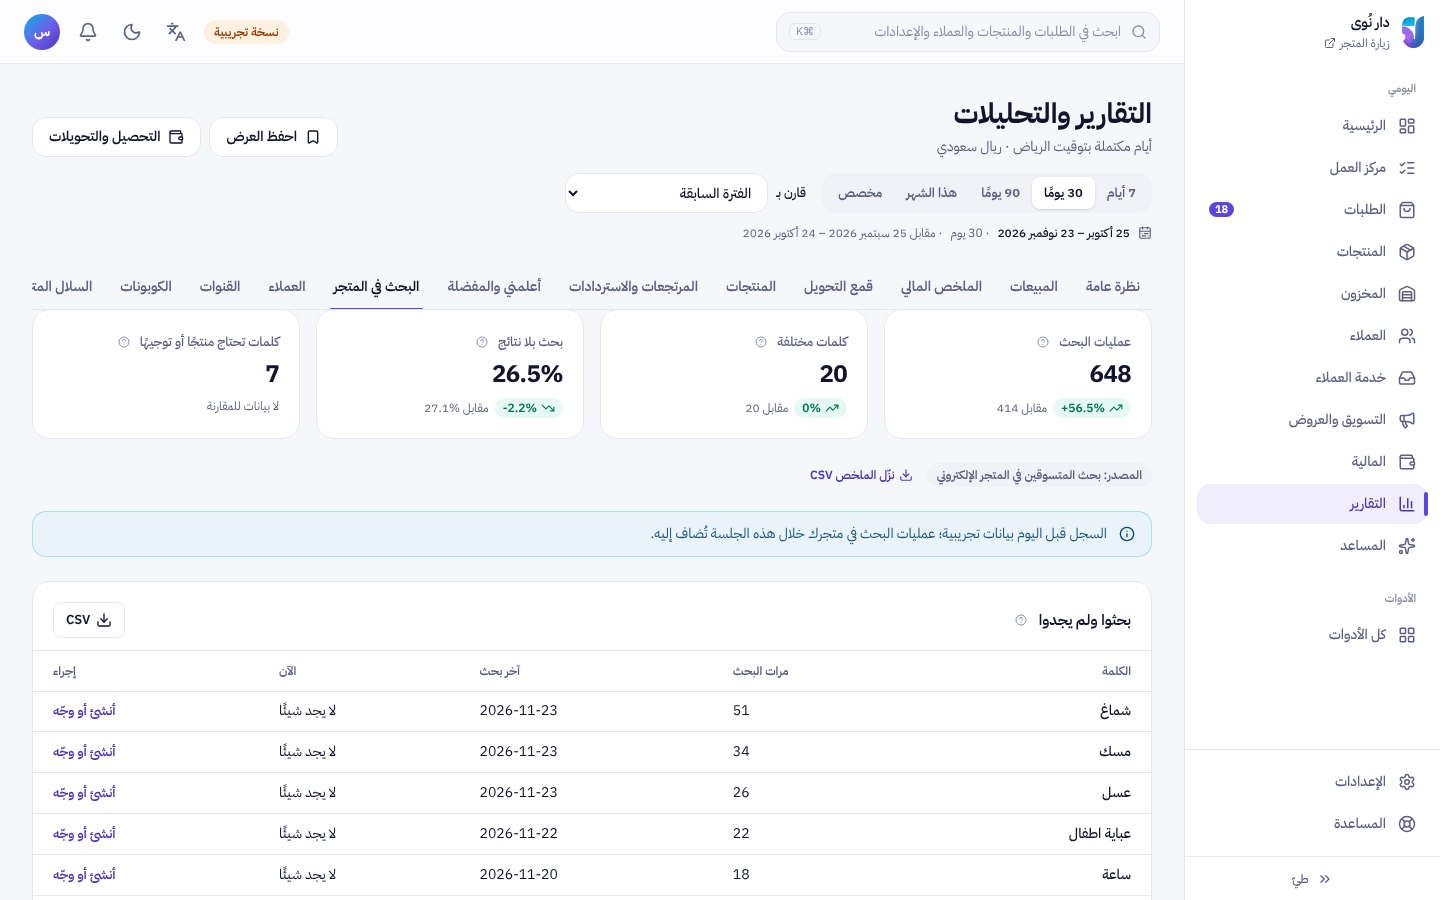 دار نُوى
زيارة المتجر
اليومي
الرئيسية
مركز العمل
الطلبات
18
المنتجات
المخزون
العملاء
خدمة العملاء
التسويق والعروض
المالية
التقارير
المساعد
الأدوات
كل الأدوات
الإعدادات
المساعدة
طيّ
ابحث في الطلبات والمنتجات والعملاء والإعدادات
⌘K
نسخة تجريبية
س
التقارير والتحليلات
أيام مكتملة بتوقيت الرياض · ريال سعودي
احفظ العرض
التحصيل والتحويلات
7 أيام
30 يومًا
90 يومًا
هذا الشهر
مخصص
قارن بـ
الفترة السابقة
25 أكتوبر – 23 نوفمبر 2026 · 30 يوم · مقابل 25 سبتمبر 2026 – 24 أكتوبر 2026
نظرة عامة
المبيعات
الملخص المالي
قمع التحويل
المنتجات
المرتجعات والاستردادات
أعلمني والمفضلة
البحث في المتجر
العملاء
القنوات
الكوبونات
السلال المت
عمليات البحث
648
+56.5% مقابل 414
كلمات مختلفة
20
0% مقابل 20
بحث بلا نتائج
26.5%
-2.2% مقابل 27.1%
كلمات تحتاج منتجًا أو توجيهًا
7
لا بيانات للمقارنة
المصدر: بحث المتسوقين في المتجر الإلكتروني
نزّل الملخص CSV
السجل قبل اليوم بيانات تجريبية؛ عمليات البحث في متجرك خلال هذه الجلسة تُضاف إليه.
بحثوا ولم يجدوا
CSV
الكلمة مرات البحث آخر بحث الآن إجراء
شماغ 51 2026-11-23 لا يجد شيئًا أنشئ أو وجّه
مسك 34 2026-11-23 لا يجد شيئًا أنشئ أو وجّه
عسل 26 2026-11-23 لا يجد شيئًا أنشئ أو وجّه
عباية اطفال 22 2026-11-22 لا يجد شيئًا أنشئ أو وجّه
ساعة 18 2026-11-20 لا يجد شيئًا أنشئ أو وجّه